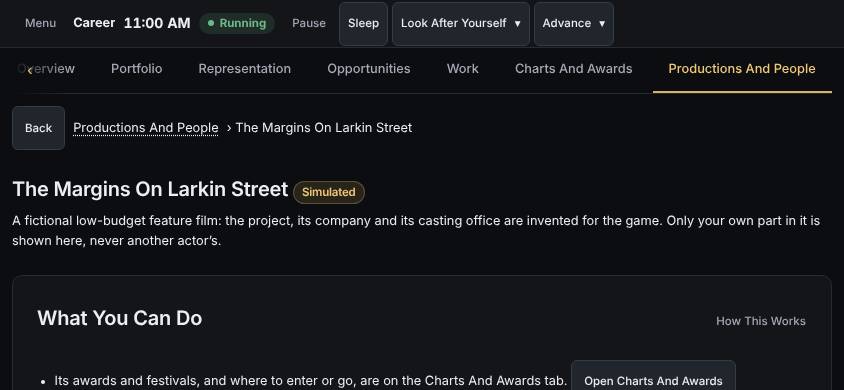 Menu Career 11:00 AM Running Pause Sleep Look After Yourself Advance
Overview Portfolio Representation Opportunities Work Charts And Awards Productions And People
Back Productions And People › The Margins On Larkin Street
The Margins On Larkin Street Simulated
A fictional low-budget feature film: the project, its company and its casting office are invented for the game. Only your own part in it is
shown here, never another actor’s.
What You Can Do How This Works
• Its awards and festivals, and where to enter or go, are on the Charts And Awards tab. Open Charts And Awards